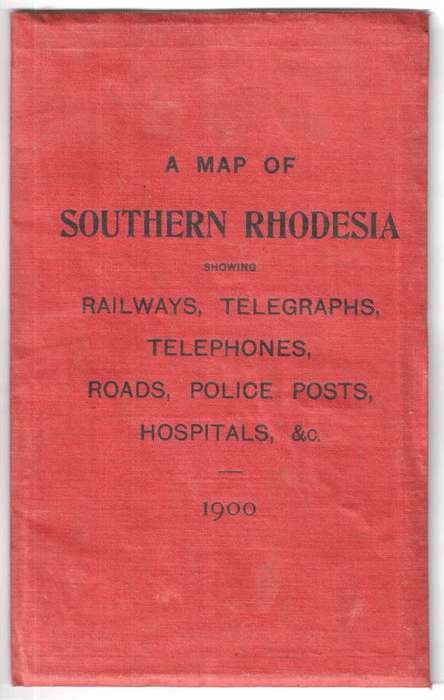 A MAP OF
SOUTHERN RHODESIA
SHOWING
RAILWAYS, TELEGRAPHS,
TELEPHONES,
ROADS, POLICE POSTS,
HOSPITALS, &C.
1900